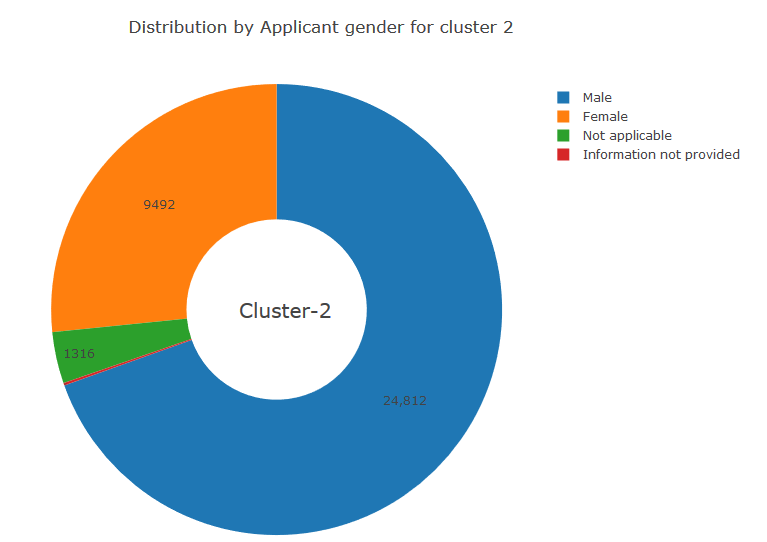 Distribution by Applicant gender for cluster 2
Male
Female
Not applicable
Information not provided
9492
Cluster-2
1316
24,812